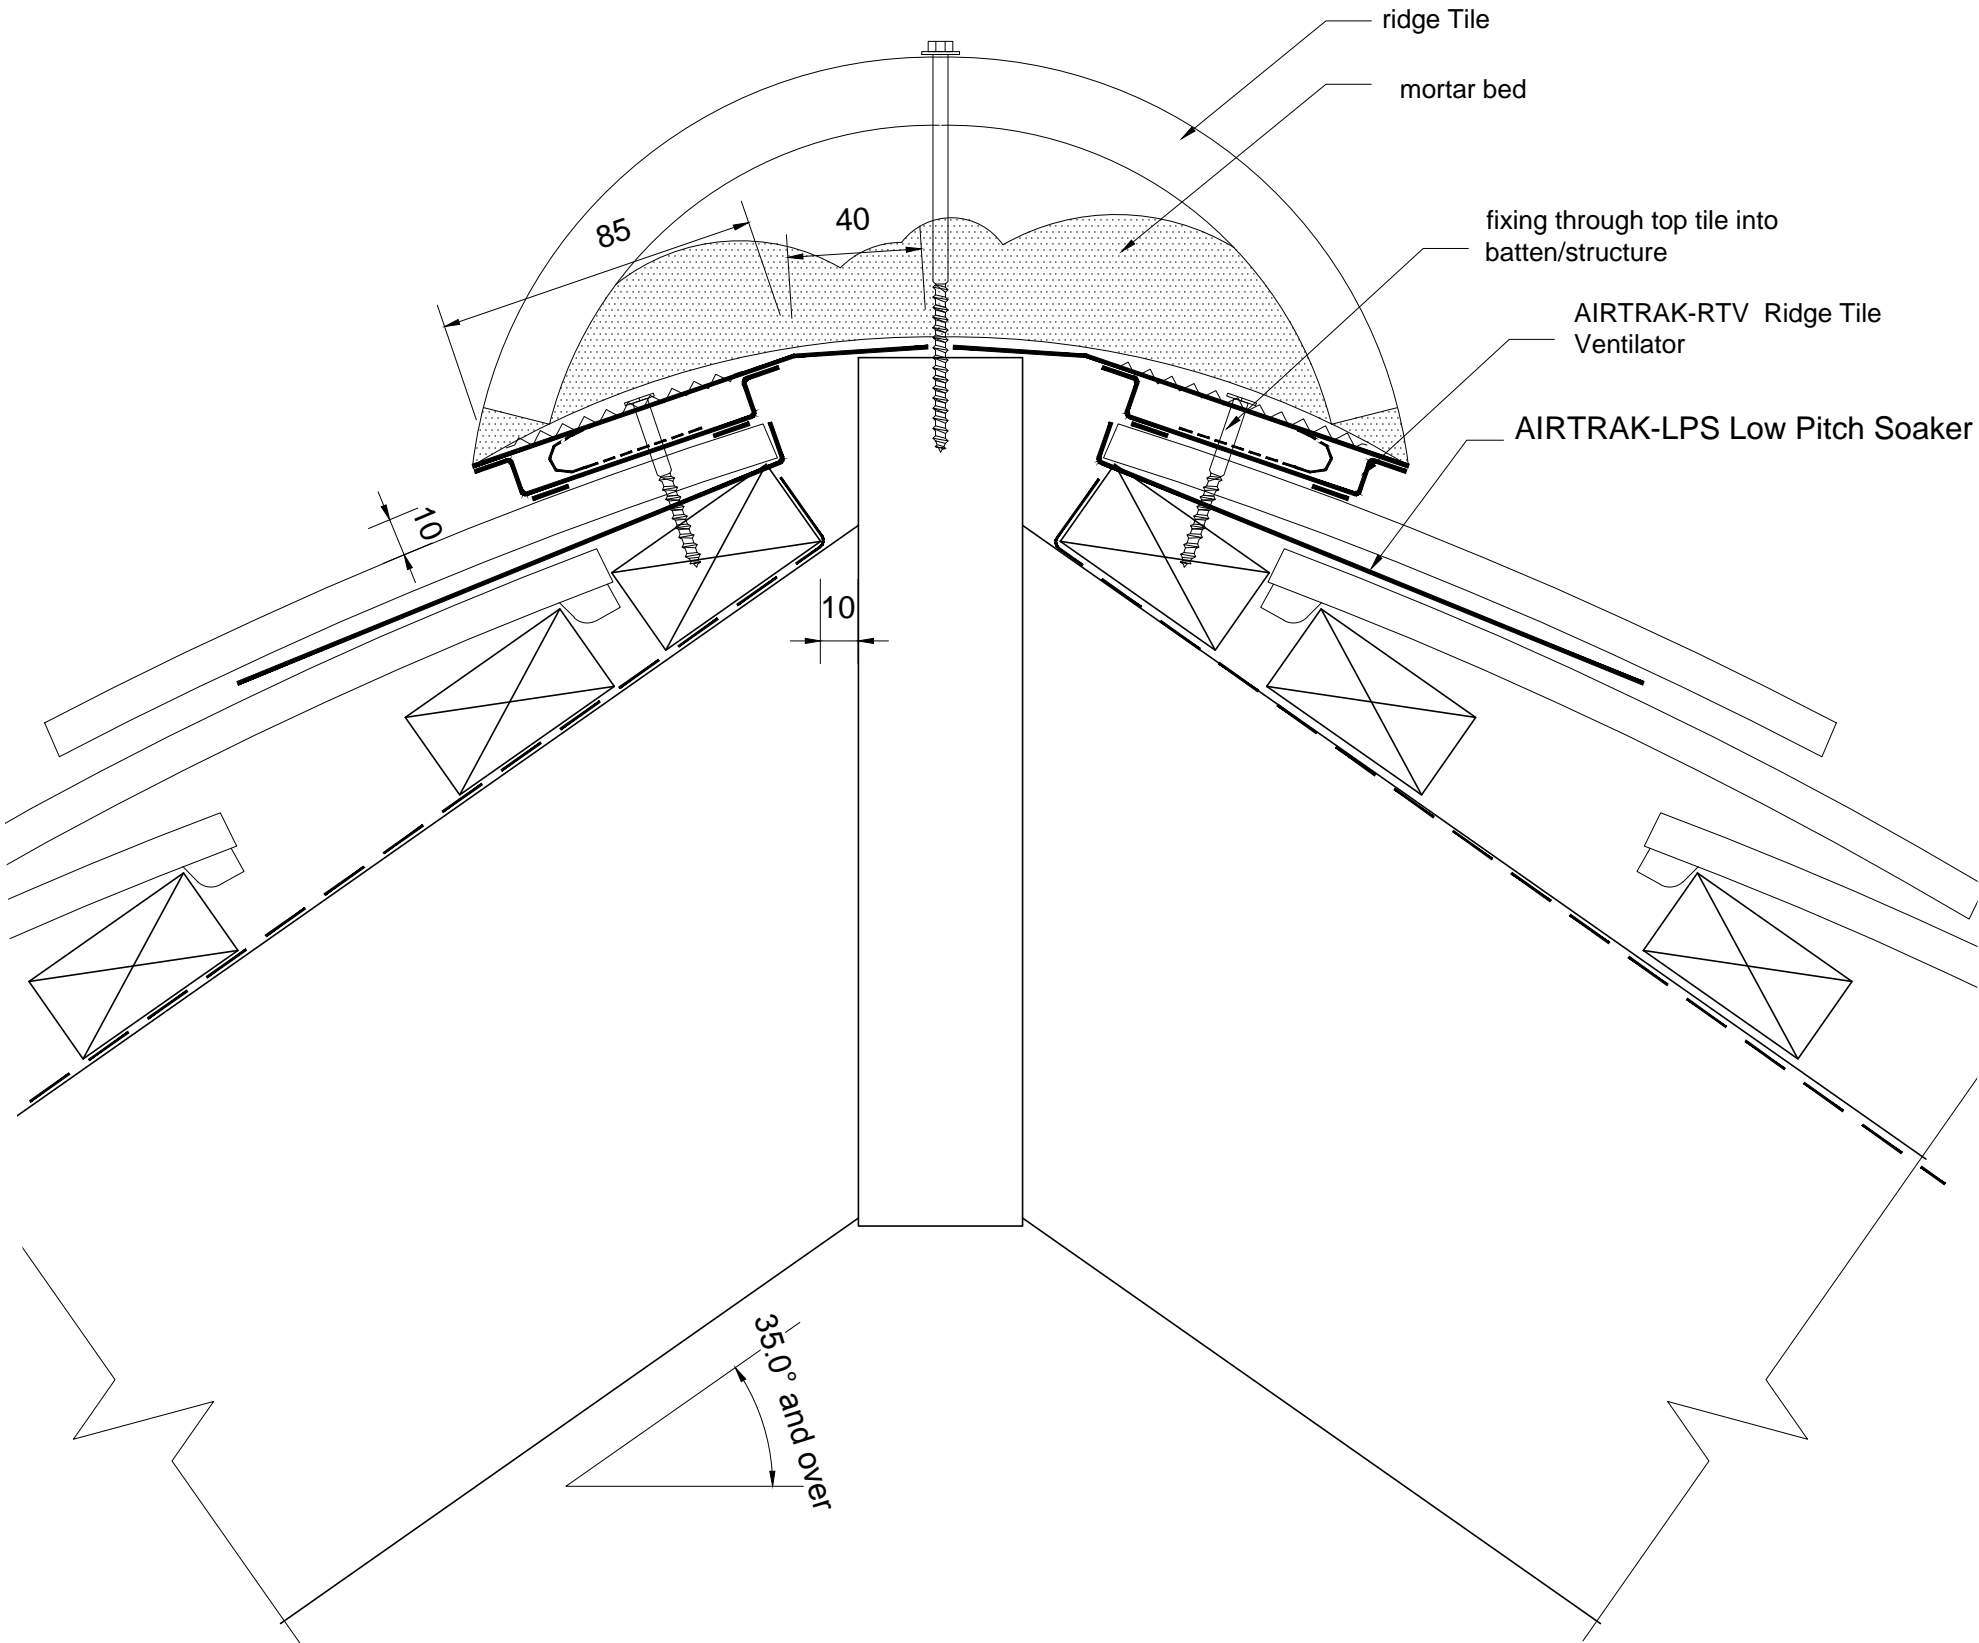 ridge Tile
mortar bed
85
40
fixing through top tile into
batten/structure
AIRTRAK-RTV Ridge Tile
Ventilator
AIRTRAK-LPS Low Pitch Soaker
10
10
35.0° and over